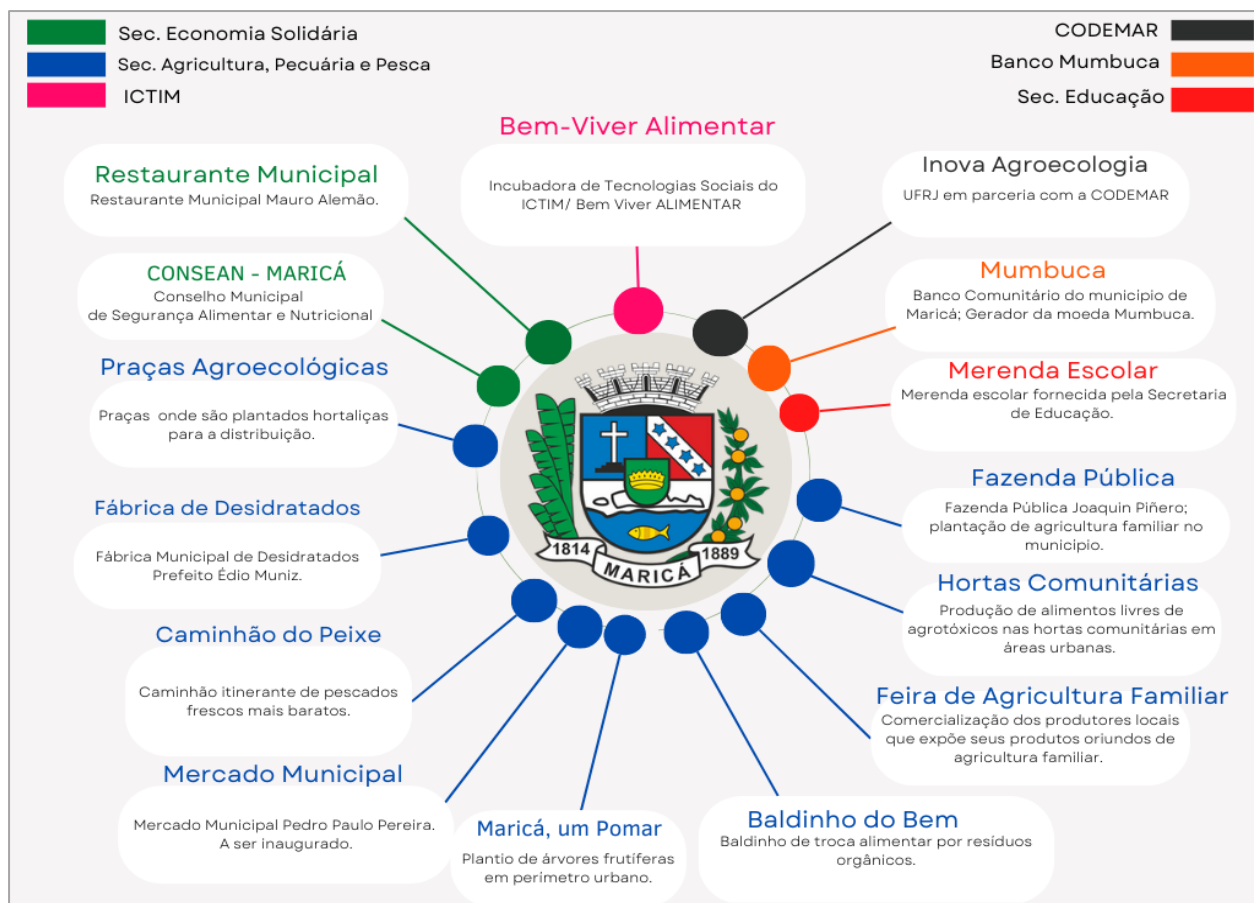 Sec. Economia Solidária
Sec. Agricultura, Pecuária e Pesca
ICTIM
CODEMAR
Banco Mumbuca
Sec. Educação
Bem-Viver Alimentar
Incubadora de Tecnologias Sociais do
ICTIM/ Bem Viver ALIMENTAR
Restaurante Municipal
Restaurante Municipal Mauro Alemão.
Inova Agroecologia
UFRJ em parceria com a CODEMAR
CONSEAN - MARICÁ
Conselho Municipal
de Segurança Alimentar e Nutricional
Mumbuca
Banco Comunitário do municipio de
Maricá; Gerador da moeda Mumbuca.
Praças Agroecológicas
Praças onde são plantados hortaliças
para a distribuição.
Merenda Escolar
Merenda escolar fornecida pela Secretaria
de Educação.
Fábrica de Desidratados
Fábrica Municipal de Desidratados
Prefeito Édio Muniz.
Fazenda Pública
Fazenda Pública Joaquin Piñero;
plantação de agricultura familiar no
municipio.
1814
MARICÁ
1889
Hortas Comunitárias
Produção de alimentos livres de
agrotóxicos nas hortas comunitárias em
áreas urbanas.
Caminhão do Peixe
Caminhão itinerante de pescados
frescos mais baratos.
Feira de Agricultura Familiar
Comercialização dos produtores locais
que expõe seus produtos oriundos de
agricultura familiar.
Mercado Municipal
Mercado Municipal Pedro Paulo Pereira.
A ser inaugurado.
Maricá, um Pomar
Plantio de árvores frutíferas
em perímetro urbano.
Baldinho do Bem
Baldinho de troca alimentar por resíduos
orgânicos.